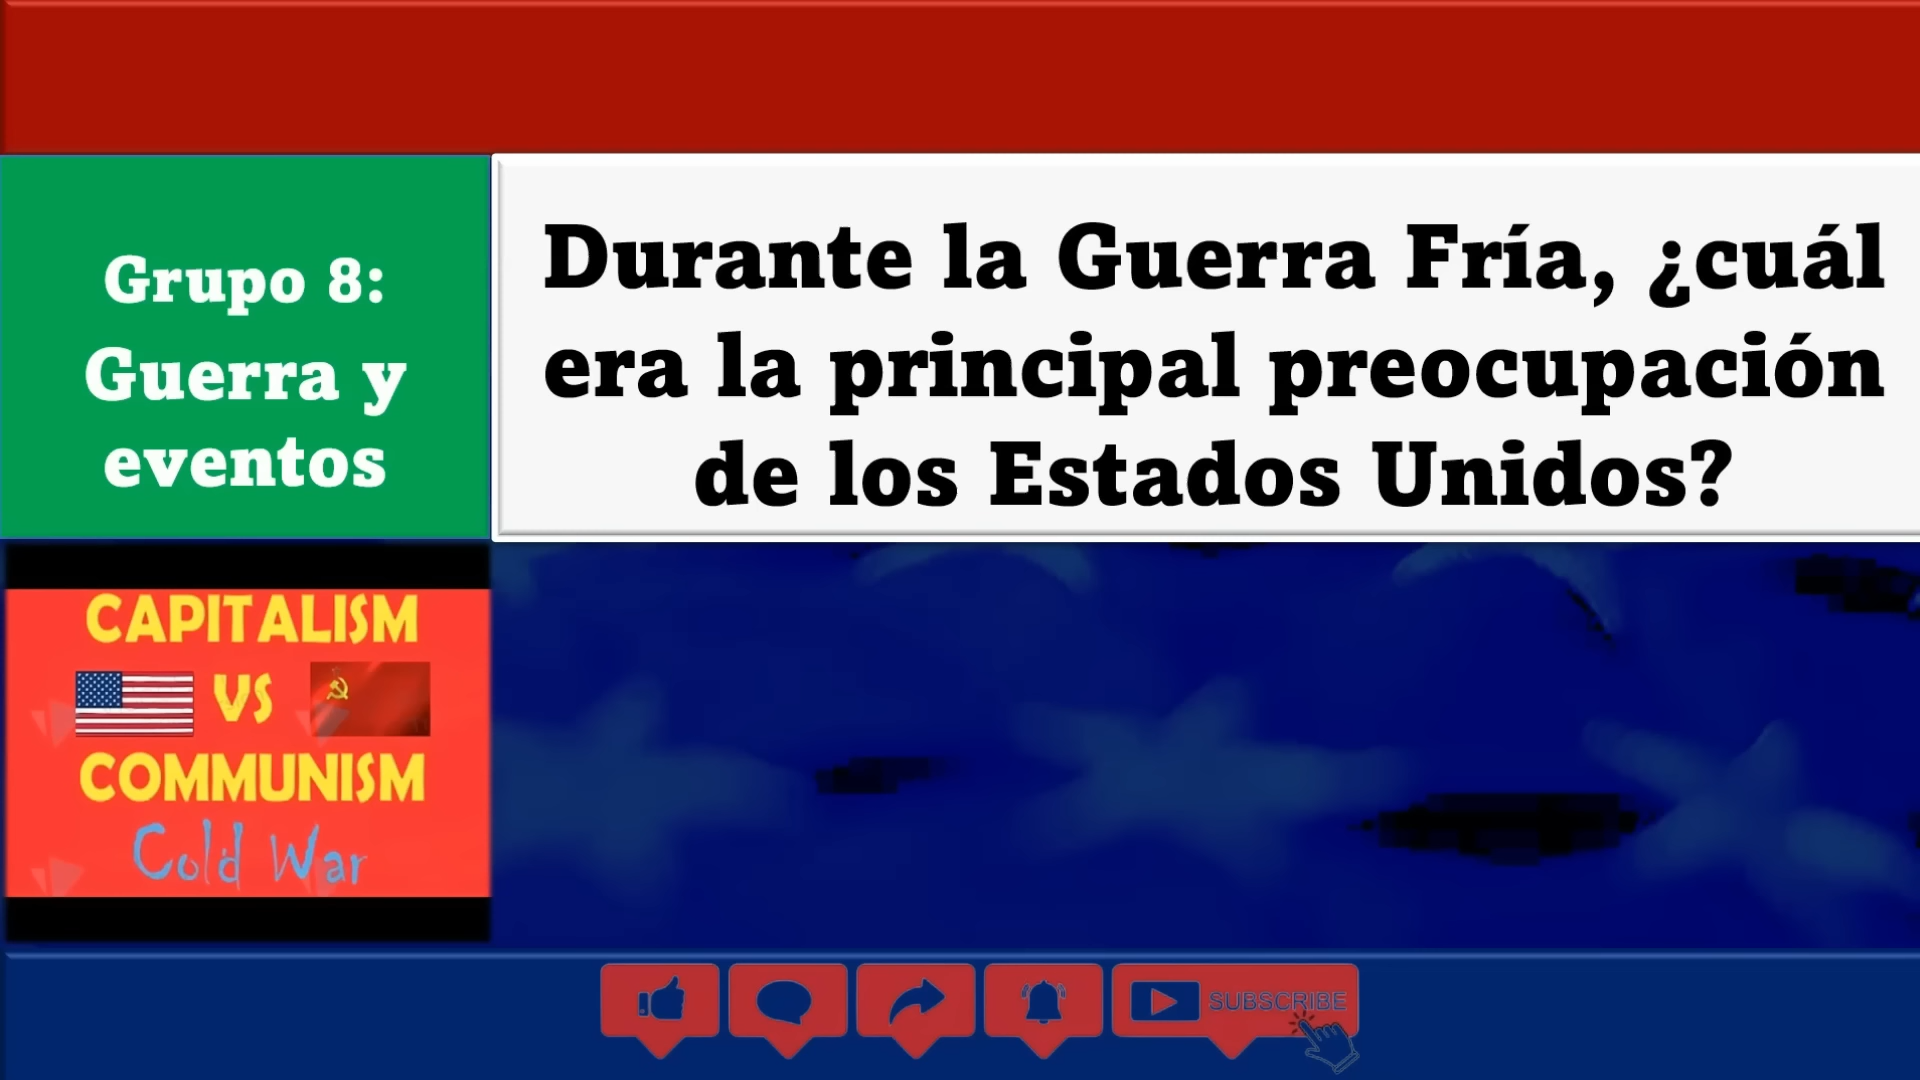 Grupo 8:
Guerra y
eventos
Durante la Guerra Fría, ¿cuál
era la principal preocupación
de los Estados Unidos?
CAPITALISM
VS
COMMUNISM
Cold War
SUBSCRIBE